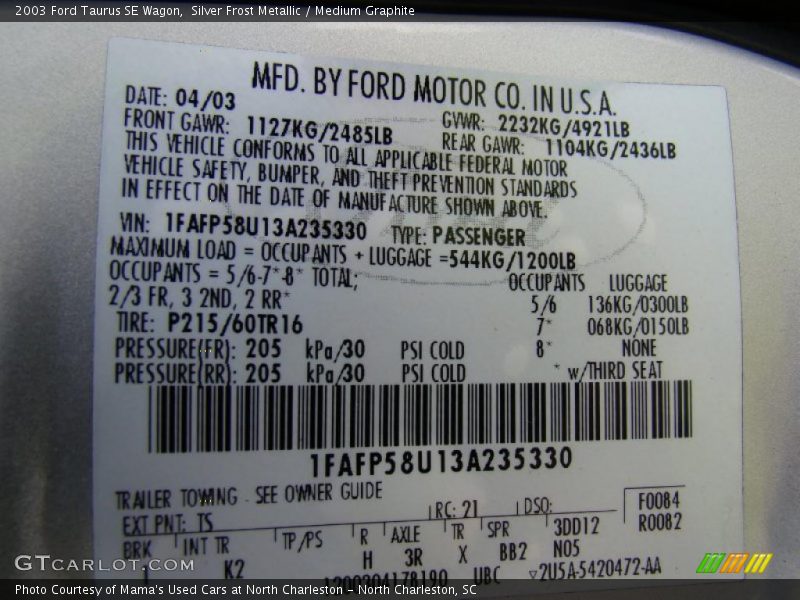 2003 Ford Taurus SE Wagon, Silver Frost Metallic / Medium Graphite
MFD. BY FORD MOTOR CO. IN U.S.A.
DATE: 04/03 GVWR: 2232KG/4921LB
FRONT GAWR: 1127KG/2485LB REAR GAWR: 1104KG/2436LB
THIS VEHICLE CONFORMS TO ALL APPLICABLE FEDERAL MOTOR
VEHICLE SAFETY, BUMPER, AND THEFT PREVENTION STANDARDS
IN EFFECT ON THE DATE OF MANUFACTURE SHOWN ABOVE.
VIN: 1FAFP58U13A235330 TYPE: PASSENGER
MAXIMUM LOAD = OCCUPANTS + LUGGAGE =544KG/1200LB
OCCUPANTS = 5/6-7*-8* TOTAL; OCCUPANTS LUGGAGE
2/3 FR, 3 2ND, 2 RR* 5/6 136KG/0300LB
TIRE: P215/60TR16 7* 068KG/0150LB
PRESSURE(FR): 205 kPa/30 PSI COLD 8* NONE
PRESSURE(RR): 205 kPa/30 PSI COLD * w/THIRD SEAT
1FAFP58U13A235330
TRAILER TOWING - SEE OWNER GUIDE
EXT PNT: TS RC: 21 DSO: F0084
R0082
BRK INT TR TP/PS R AXLE TR SPR 3DD12
K2 H 3R X BB2 N05
1200304178190 UBC ▽2U5A-5420472-AA
GTCARLOT.COM
Photo Courtesy of Mama's Used Cars at North Charleston - North Charleston, SC